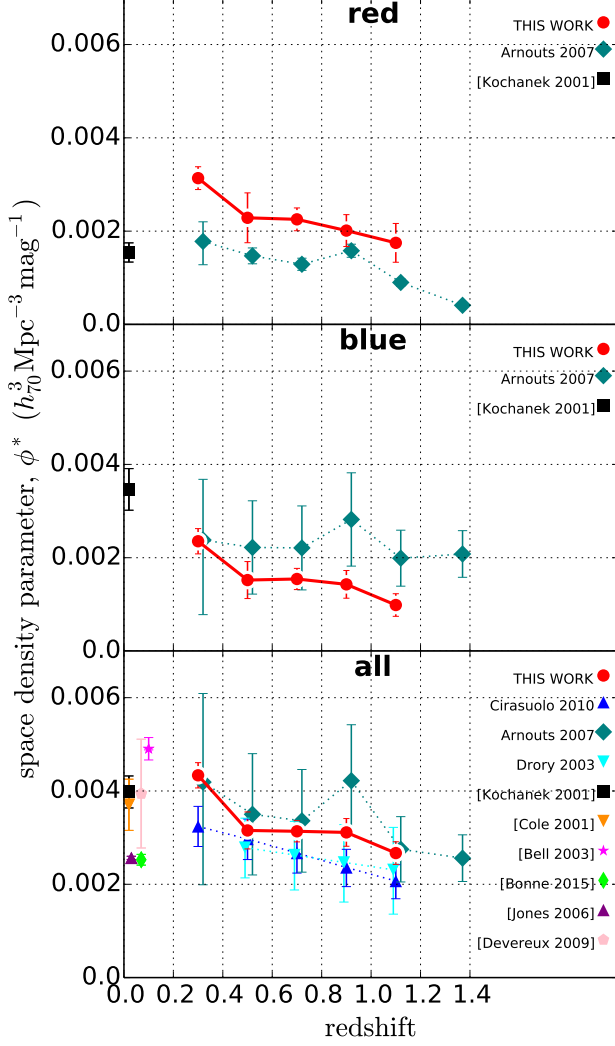 red
THIS WORK
Arnouts 2007
[Kochanek 2001]
0.006
0.004
0.002
0.0
blue
THIS WORK
Arnouts 2007
[Kochanek 2001]
0.006
0.004
0.002
0.0
all
THIS WORK
Cirasuolo 2010
Arnouts 2007
Drory 2003
[Kochanek 2001]
[Cole 2001]
[Bell 2003]
[Bonne 2015]
[Jones 2006]
[Devereux 2009]
0.006
0.004
0.002
0.0
0.0 0.2 0.4 0.6 0.8 1.0 1.2 1.4
redshift
space density parameter, ϕ* (h₇₀³Mpc⁻³mag⁻¹)